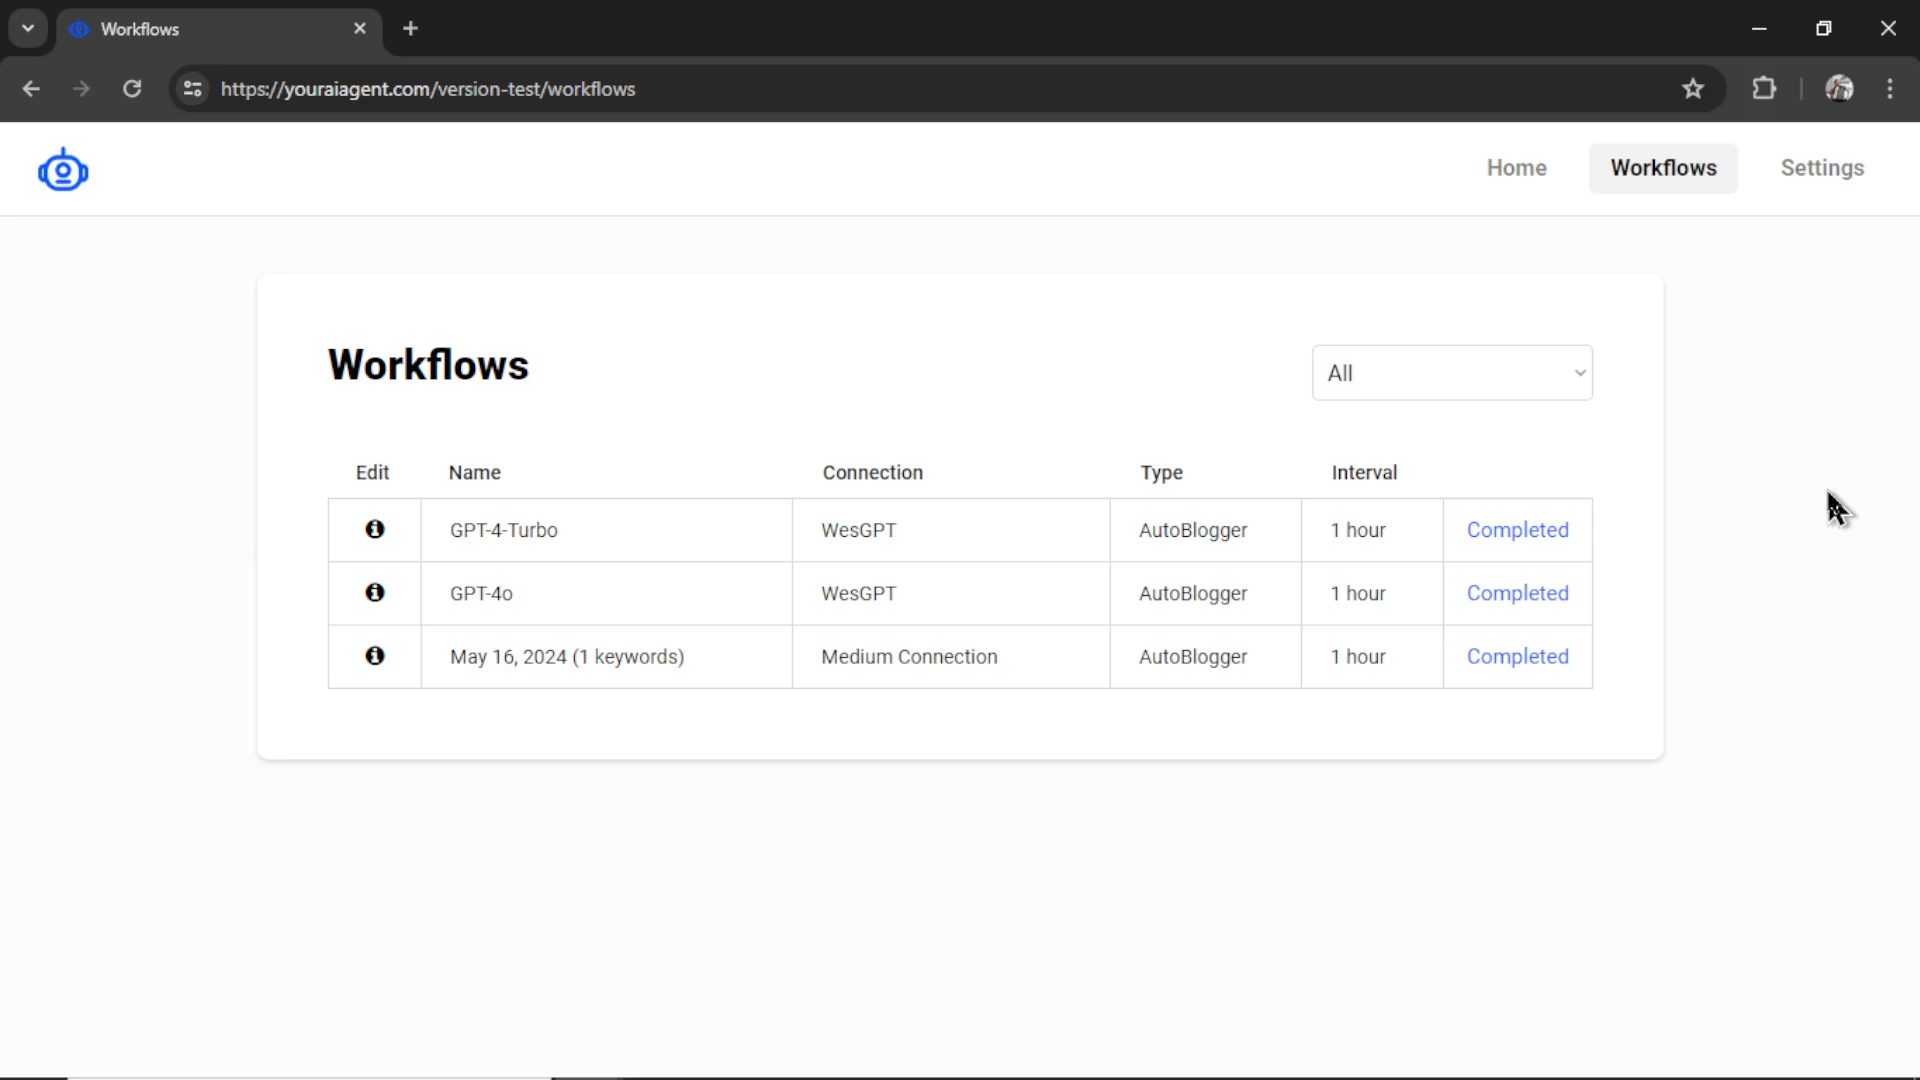 Workflows
https://youraiagent.com/version-test/workflows
Home Workflows Settings
Workflows
All
Edit Name Connection Type Interval
GPT-4-Turbo WesGPT AutoBlogger 1 hour Completed
GPT-4o WesGPT AutoBlogger 1 hour Completed
May 16, 2024 (1 keywords) Medium Connection AutoBlogger 1 hour Completed